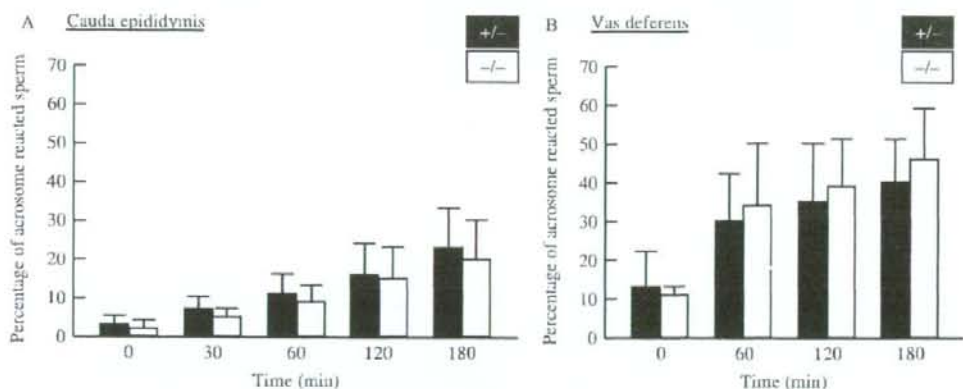 A Cauda epididymis
+/−
−/−
Percentage of acrosome reacted sperm
70
60
50
40
30
20
10
0
0 30 60 120 180
Time (min)
B Vas deferens
+/−
−/−
Percentage of acrosome reacted sperm
70
60
50
40
30
20
10
0
0 60 120 180
Time (min)